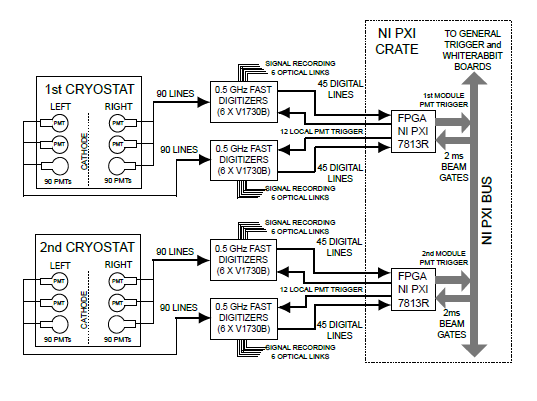 NI PXI
CRATE
TO GENERAL
TRIGGER and
WHITERABBIT
BOARDS
SIGNAL RECORDING
6 OPTICAL LINKS
1st CRYOSTAT
LEFT
RIGHT
PMT
PMT
PMT
PMT
CATHODE
90 PMTs
90 PMTs
90 LINES
0.5 GHz FAST
DIGITIZERS
(6 X V1730B)
45 DIGITAL
LINES
1st MODULE
PMT TRIGGER
FPGA
NI PXI
7813R
12 LOCAL PMT TRIGGER
90 LINES
0.5 GHz FAST
DIGITIZERS
(6 X V1730B)
45 DIGITAL
LINES
2 ms
BEAM
GATES
SIGNAL RECORDING
6 OPTICAL LINKS
NI PXI BUS
SIGNAL RECORDING
6 OPTICAL LINKS
2nd CRYOSTAT
LEFT
RIGHT
PMT
PMT
PMT
PMT
CATHODE
90 PMTs
90 PMTs
90 LINES
0.5 GHz FAST
DIGITIZERS
(6 X V1730B)
45 DIGITAL
LINES
2nd MODULE
PMT TRIGGER
FPGA
NI PXI
7813R
12 LOCAL PMT TRIGGER
90 LINES
0.5 GHz FAST
DIGITIZERS
(6 X V1730B)
45 DIGITAL
LINES
2ms
BEAM
GATES
SIGNAL RECORDING
6 OPTICAL LINKS